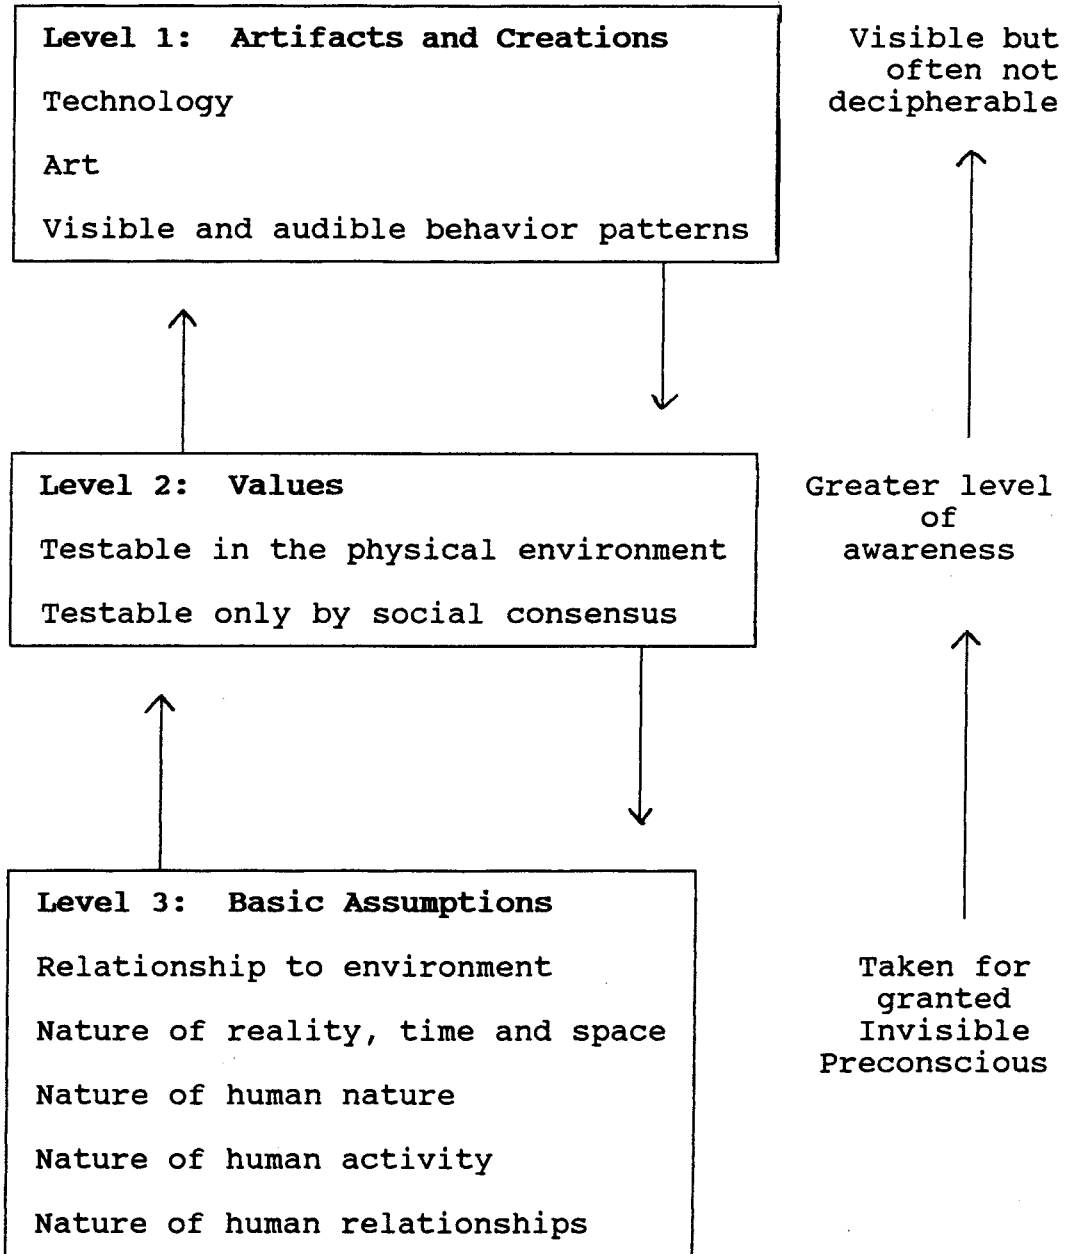 Level 1: Artifacts and Creations
Technology
Art
Visible and audible behavior patterns
Visible but
often not
decipherable
Level 2: Values
Testable in the physical environment
Testable only by social consensus
Greater level
of
awareness
Level 3: Basic Assumptions
Relationship to environment
Nature of reality, time and space
Nature of human nature
Nature of human activity
Nature of human relationships
Taken for
granted
Invisible
Preconscious